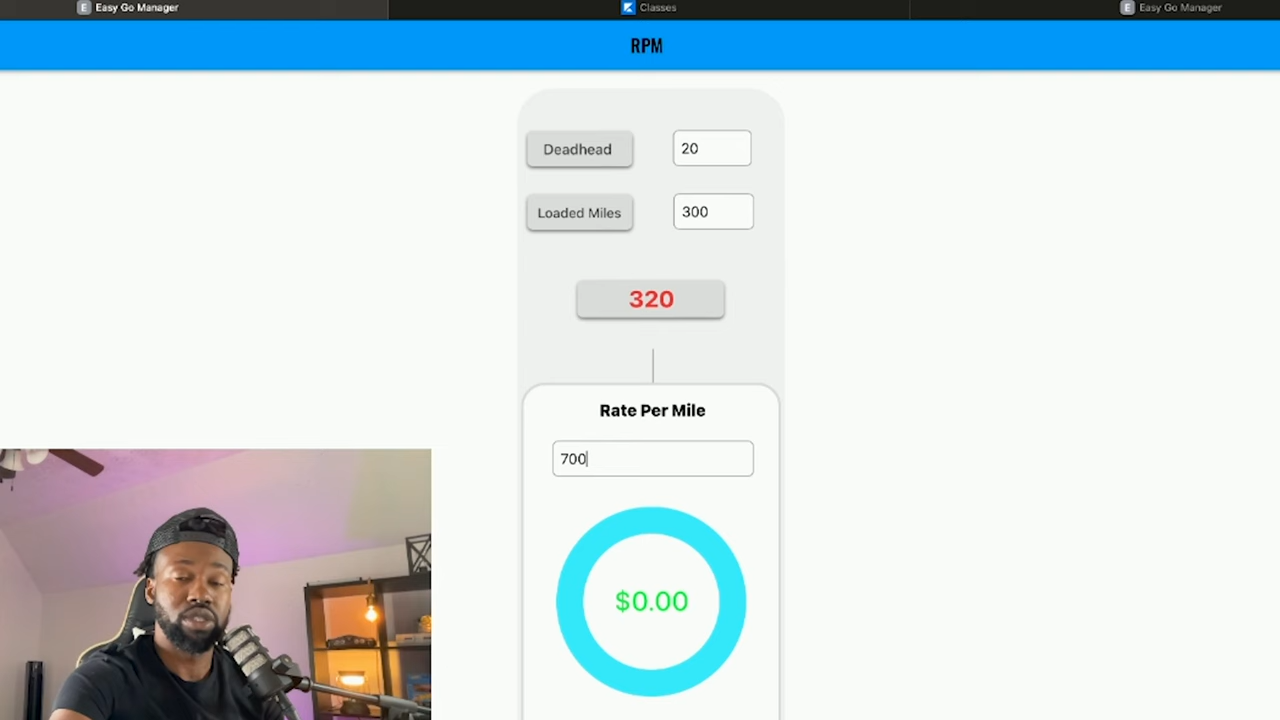 E Easy Go Manager
Classes
E Easy Go Manager
RPM
Deadhead
20
Loaded Miles
300
320
Rate Per Mile
700
$0.00